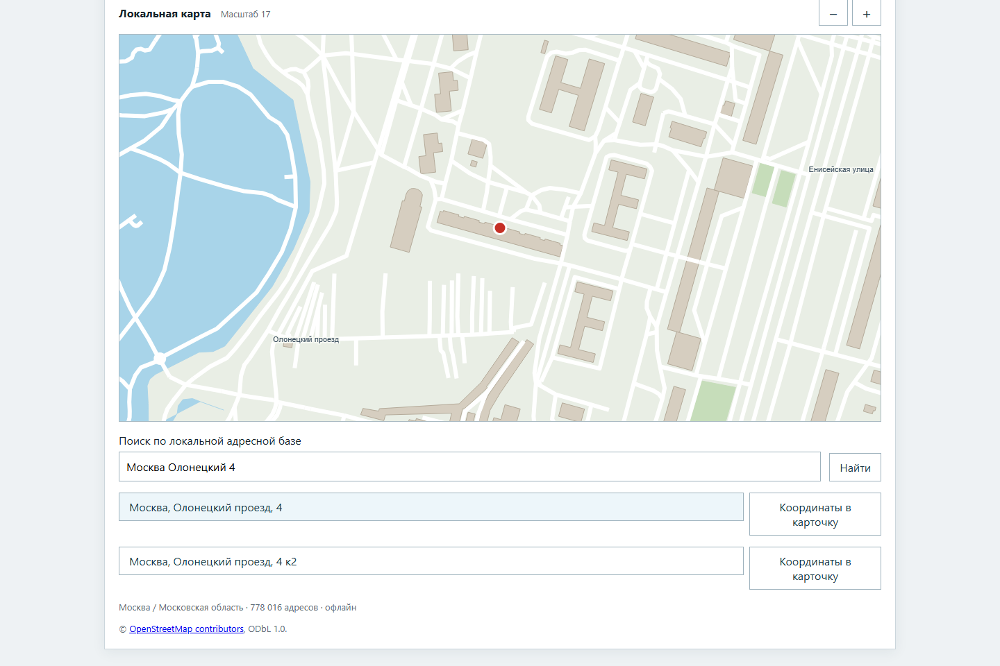 Локальная карта Масштаб 17
− +
Енисейская улица
Олонецкий проезд
Поиск по локальной адресной базе
Москва Олонецкий 4
Найти
Москва, Олонецкий проезд, 4
Координаты в
карточку
Москва, Олонецкий проезд, 4 к2
Координаты в
карточку
Москва / Московская область · 778 016 адресов · офлайн
© OpenStreetMap contributors, ODbL 1.0.